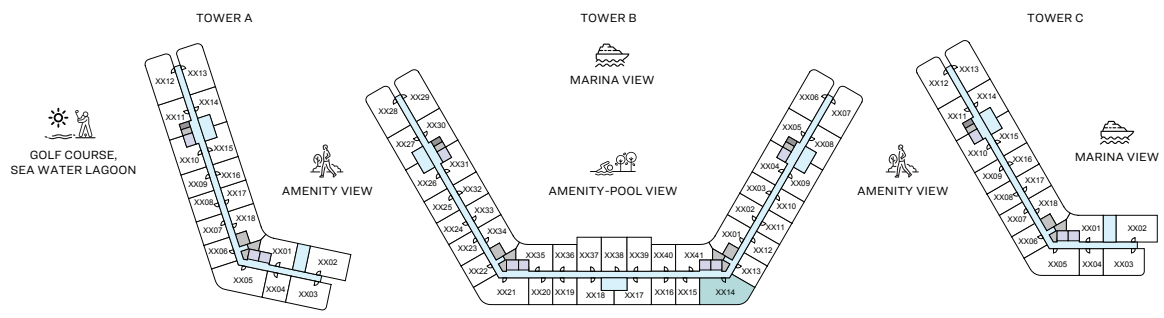 TOWER A
TOWER B
TOWER C
MARINA VIEW
GOLF COURSE,
SEA WATER LAGOON
AMENITY VIEW
AMENITY-POOL VIEW
AMENITY VIEW
MARINA VIEW
XX12
XX13
XX11
XX14
XX10
XX15
XX09
XX16
XX08
XX17
XX07
XX18
XX06
XX01
XX02
XX05
XX04
XX03
XX28
XX29
XX27
XX30
XX26
XX31
XX25
XX32
XX24
XX33
XX23
XX34
XX22
XX35
XX36
XX37
XX38
XX39
XX40
XX41
XX21
XX20
XX19
XX18
XX17
XX16
XX15
XX14
XX06
XX07
XX05
XX08
XX04
XX09
XX03
XX10
XX02
XX11
XX01
XX12
XX13
XX12
XX13
XX11
XX14
XX10
XX15
XX09
XX16
XX08
XX17
XX07
XX18
XX06
XX01
XX02
XX05
XX04
XX03